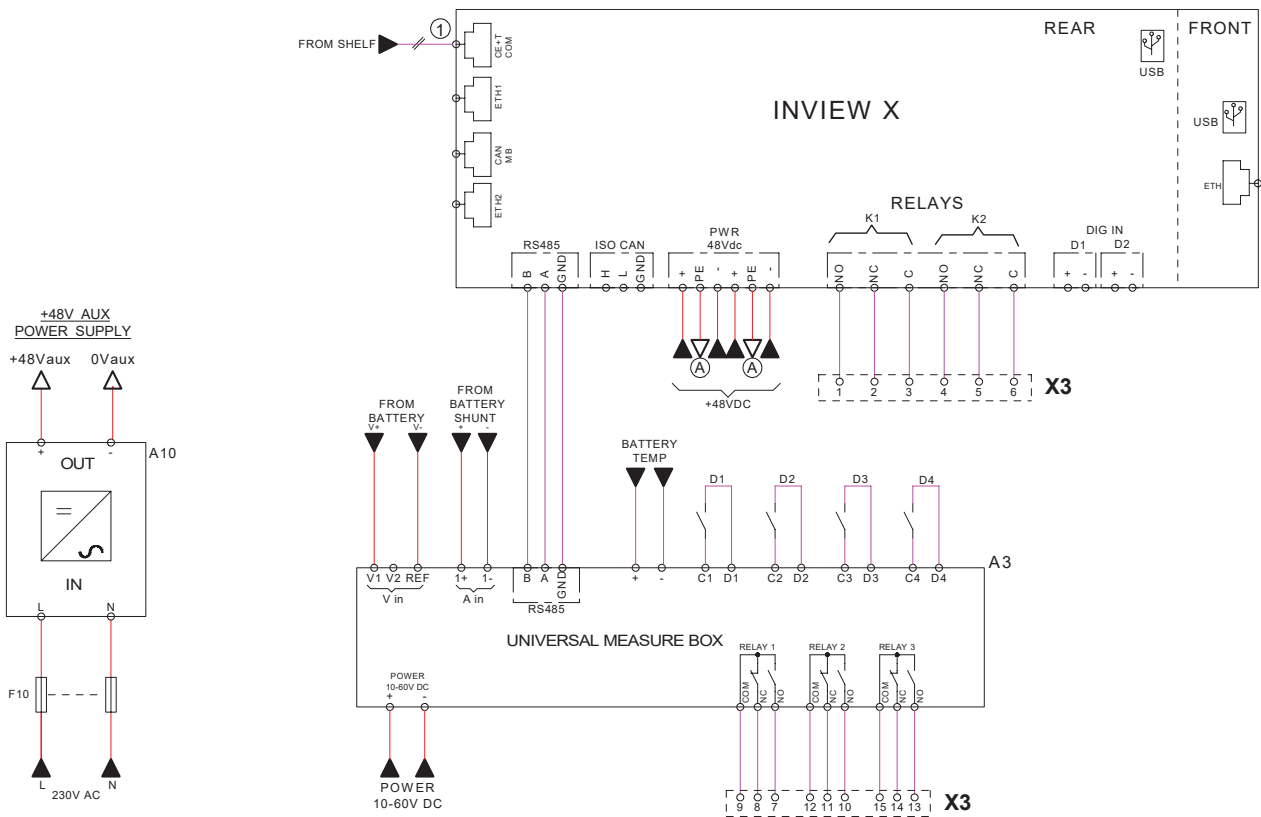 REAR
FRONT
1
FROM SHELF
CE+T
COM
USB
INVIEW X
ETH1
USB
CAN
MB
ETH
ETH2
RELAYS
K1
K2
RS485
ISO CAN
PWR
48Vdc
DIG IN
D1
D2
B
A
GND
H
L
GND
+
PE
-
+
PE
-
NO
NC
C
NO
NC
C
+
-
+
-
+48V AUX
POWER SUPPLY
+48Vaux
0Vaux
A
A
+48VDC
1
2
3
4
5
6
X3
FROM
BATTERY
V+
V-
FROM
BATTERY
SHUNT
+
-
BATTERY
TEMP
D1
D2
D3
D4
+
-
A10
OUT
IN
L
N
F10
L
N
230V AC
A3
V1
V2
REF
V in
1+
1-
A in
B
A
GND
RS485
+
-
C1
D1
C2
D2
C3
D3
C4
D4
UNIVERSAL MEASURE BOX
POWER
10-60V DC
+
-
RELAY 1
RELAY 2
RELAY 3
COM
NC
NO
COM
NC
NO
COM
NC
NO
POWER
10-60V DC
9
8
7
12
11
10
15
14
13
X3